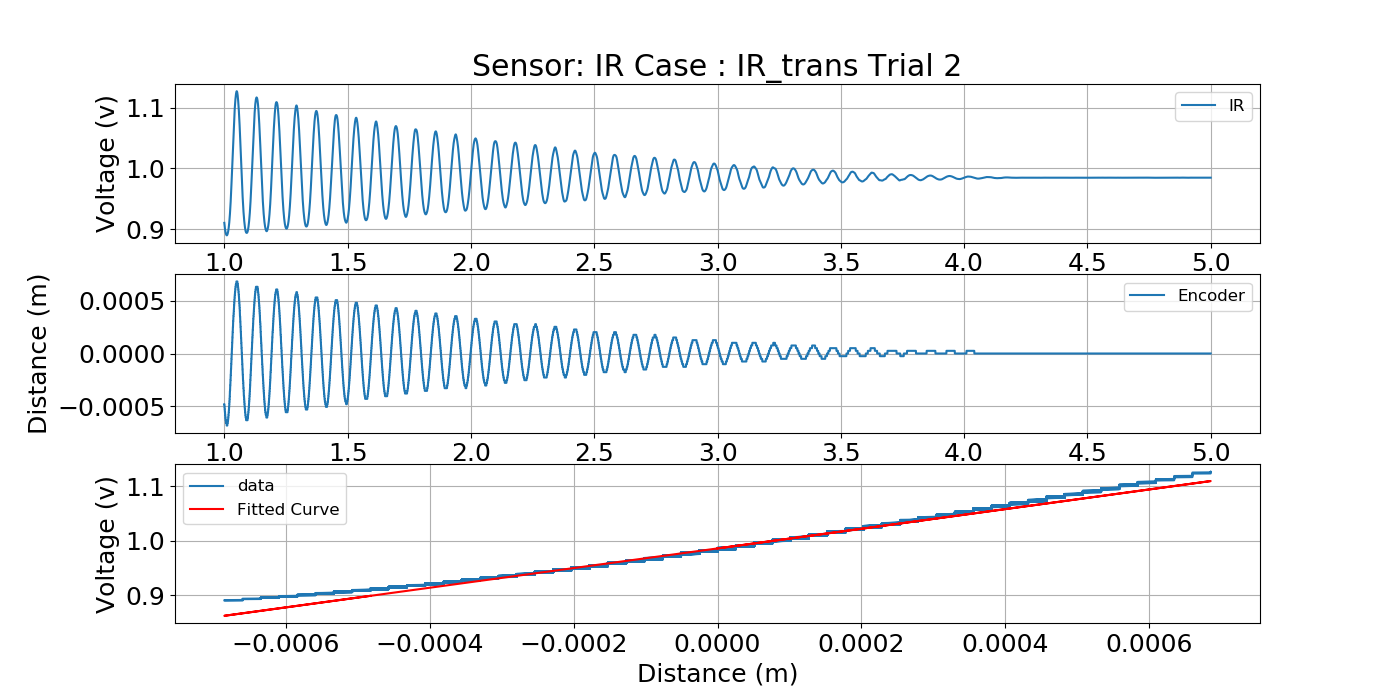 Sensor: IR Case : IR_trans Trial 2
Voltage (v)
1.1
1.0
0.9
IR
1.0 1.5 2.0 2.5 3.0 3.5 4.0 4.5 5.0
Distance (m)
0.0005
0.0000
−0.0005
Encoder
1.0 1.5 2.0 2.5 3.0 3.5 4.0 4.5 5.0
Voltage (v)
1.1
1.0
0.9
data
Fitted Curve
−0.0006 −0.0004 −0.0002 0.0000 0.0002 0.0004 0.0006
Distance (m)